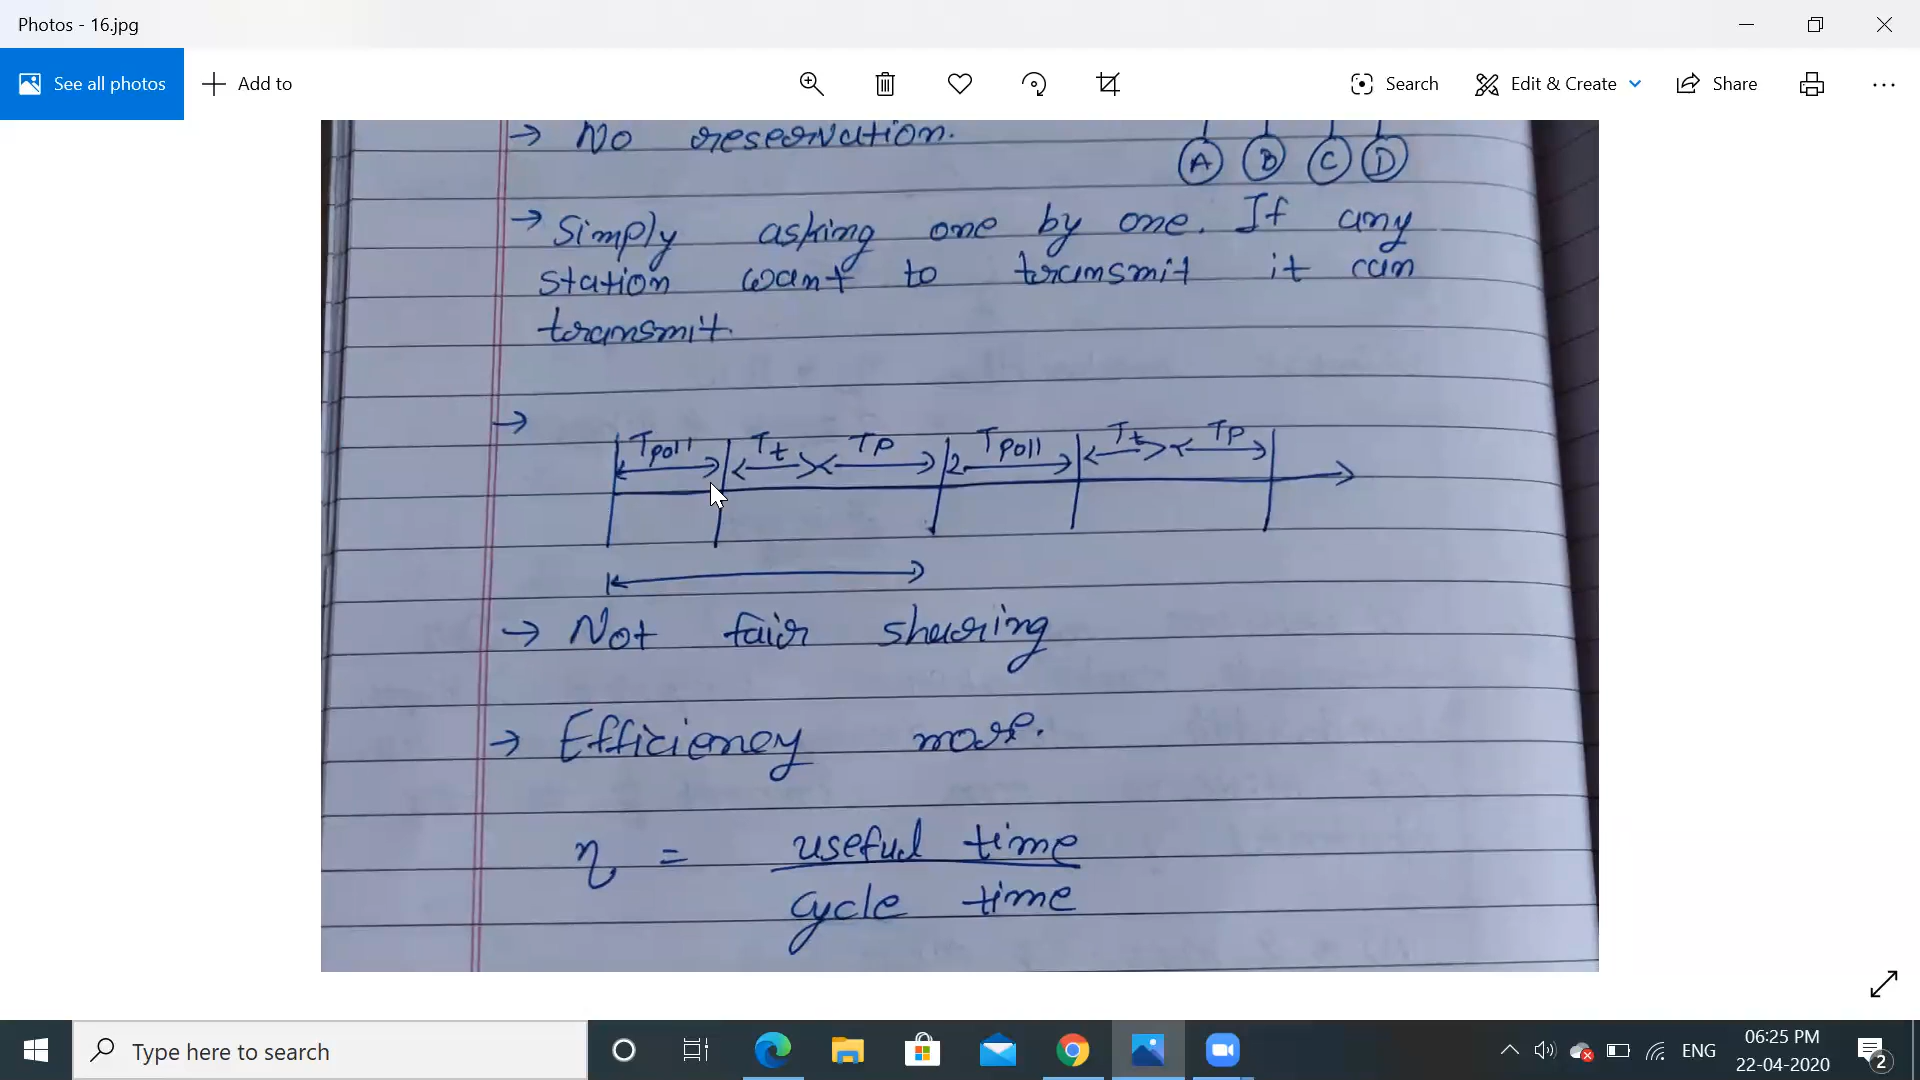 Photos - 16.jpg
See all photos
Add to
Search
Edit & Create
Share
→ No reservation.
A B C D
→ Simply asking one by one. If any
station want to transmit it can
transmit.
→
Tpoll Tt TP Tpoll Tt TP
→ Not fair sharing
→ Efficiency more.
η = useful time
cycle time
Type here to search
ENG
06:25 PM
22-04-2020
2